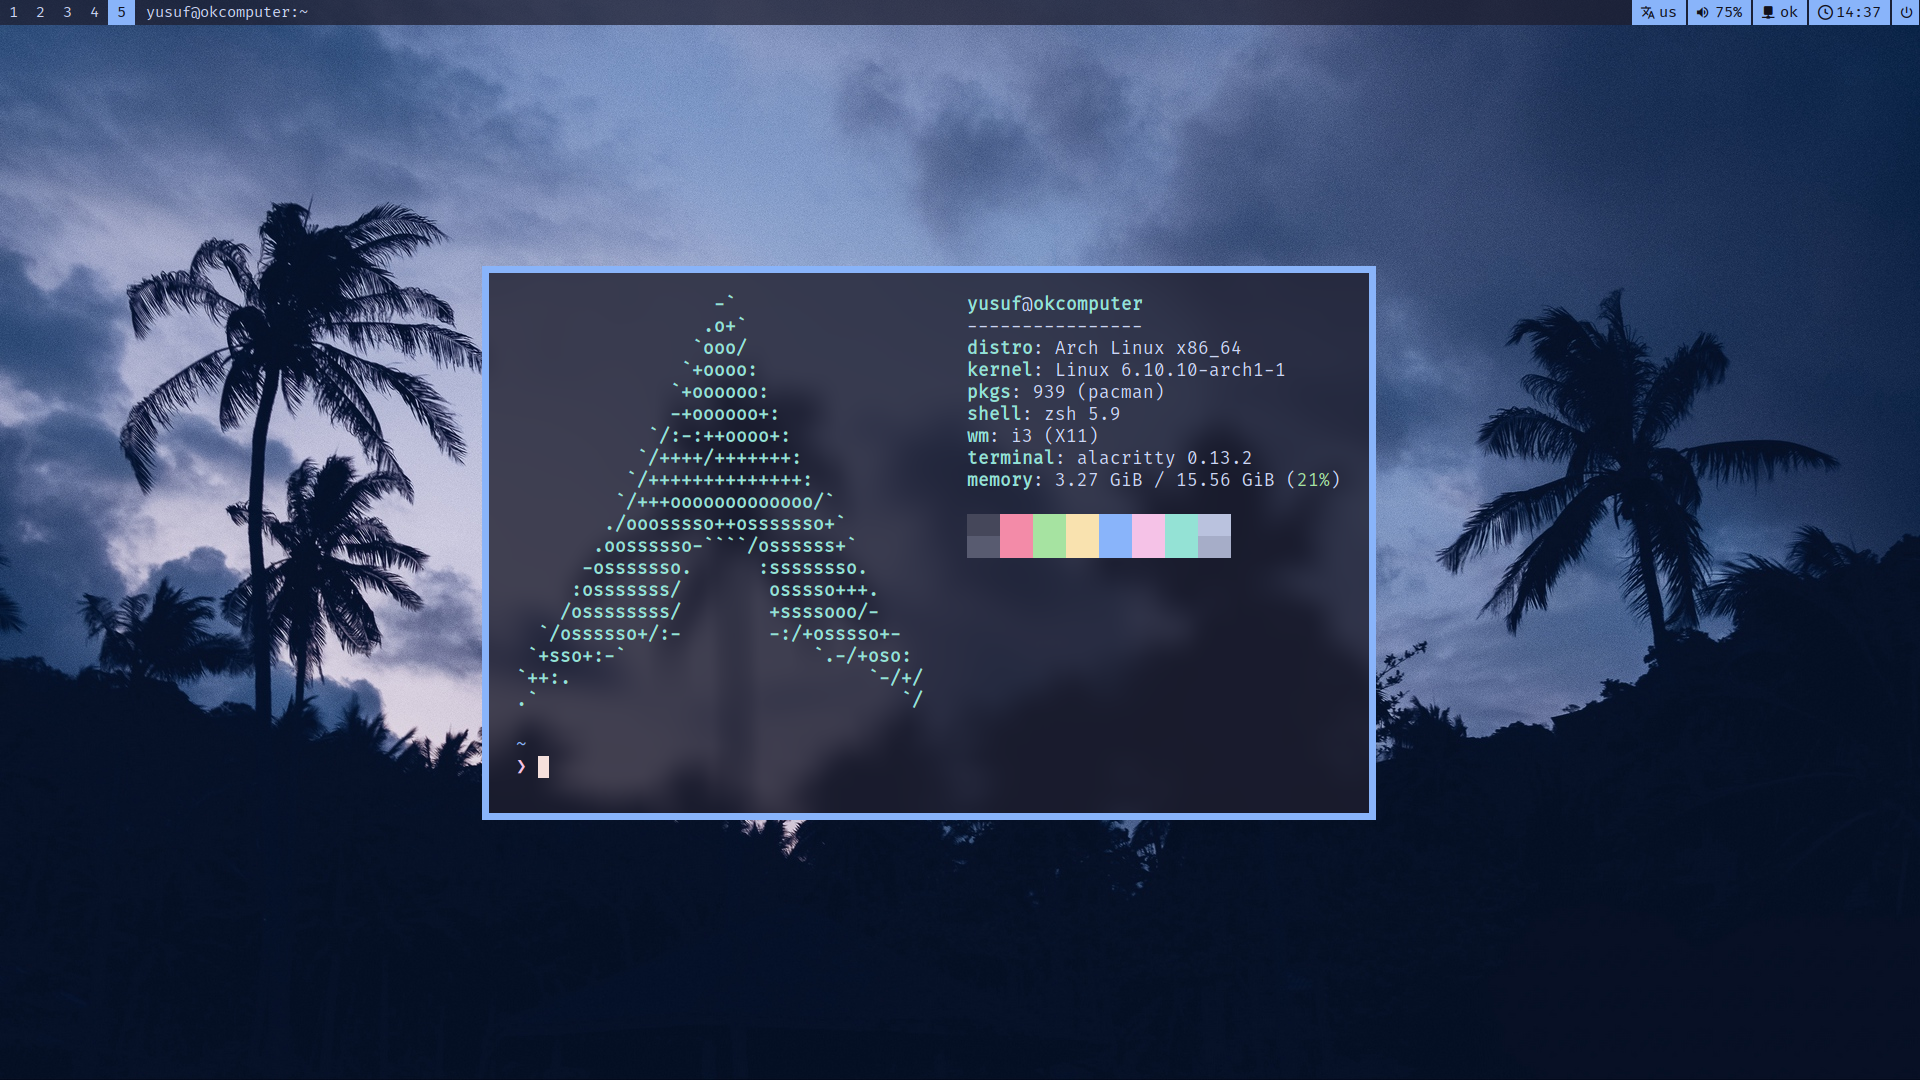 1 2 3 4 5 yusuf@okcomputer:~ us 75% ok 14:37
                  -`
                 .o+`
                `ooo/
               `+oooo:
              `+oooooo:
              -+oooooo+:
            `/:-:++oooo+:
           `/++++/+++++++:
          `/++++++++++++++:
         `/+++ooooooooooooo/`
        ./ooosssso++osssssso+`
       .oossssso-````/ossssss+`
      -osssssso.      :ssssssso.
     :osssssss/        osssso+++.
    /ossssssss/        +ssssooo/-
  `/ossssso+/:-        -:/+osssso+-
 `+sso+:-`                 `.-/+oso:
`++:.                           `-/+/
.`                                 `/
yusuf@okcomputer
----------------
distro: Arch Linux x86_64
kernel: Linux 6.10.10-arch1-1
pkgs: 939 (pacman)
shell: zsh 5.9
wm: i3 (X11)
terminal: alacritty 0.13.2
memory: 3.27 GiB / 15.56 GiB (21%)
~
❯